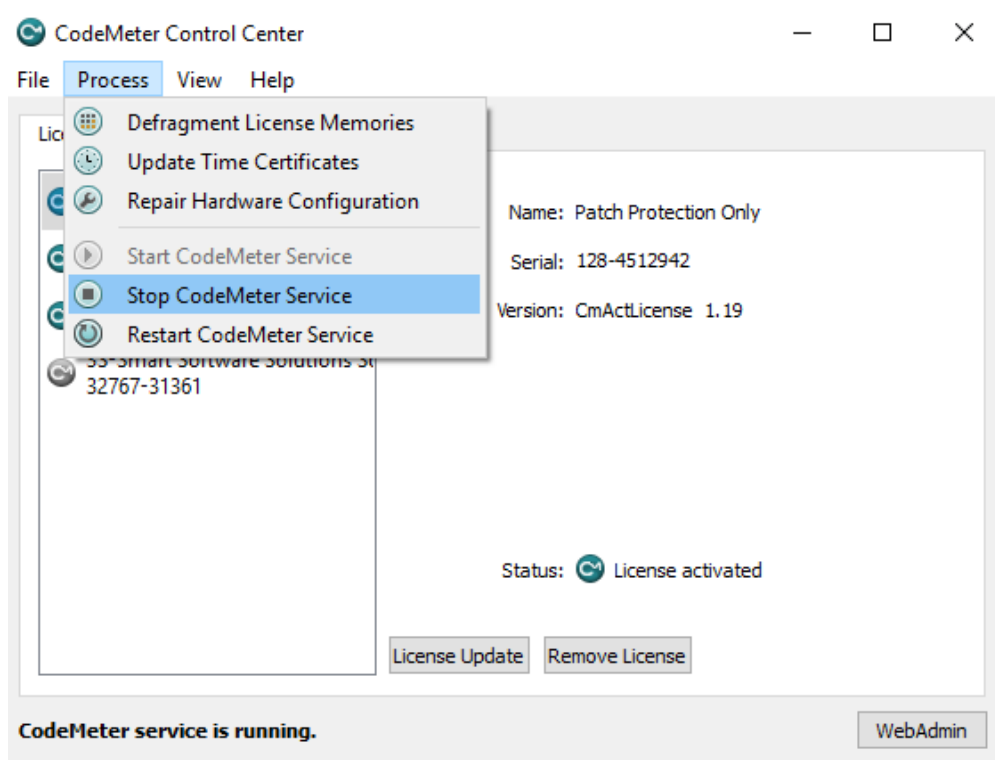 CodeMeter Control Center
File Process View Help
Defragment License Memories
Update Time Certificates
Repair Hardware Configuration
Start CodeMeter Service
Stop CodeMeter Service
Restart CodeMeter Service
32767-31361
Name: Patch Protection Only
Serial: 128-4512942
Version: CmActLicense 1.19
Status: License activated
License Update Remove License
CodeMeter service is running.
WebAdmin